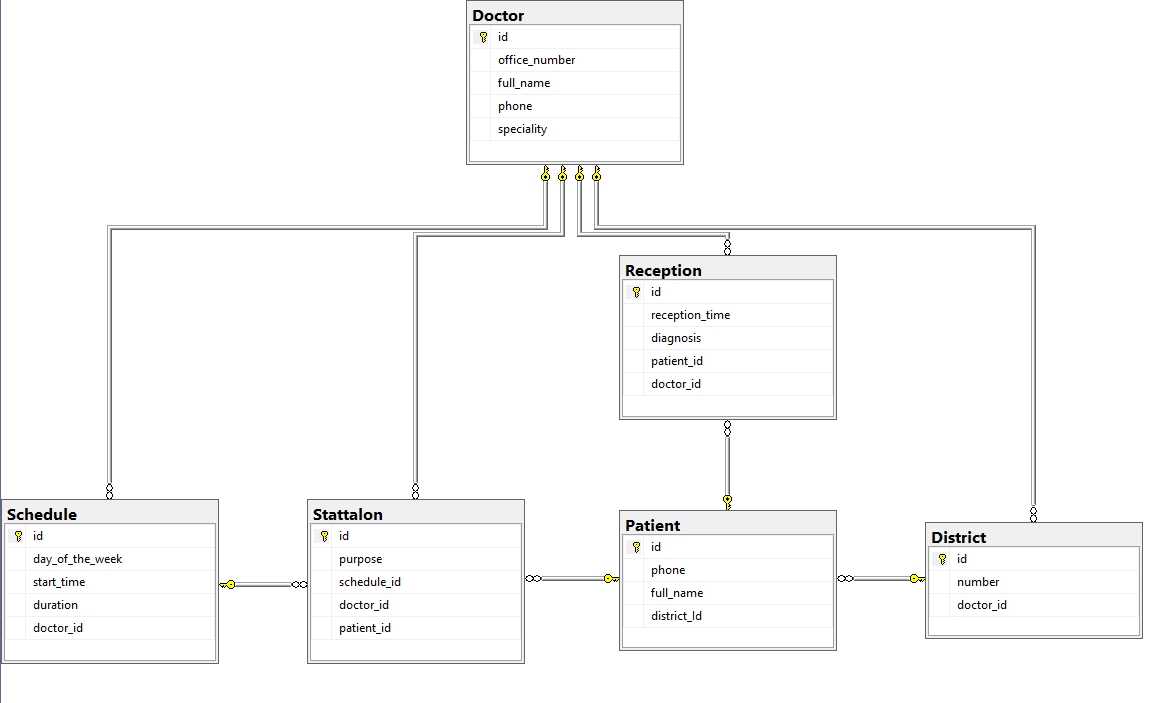 Doctor
id
office_number
full_name
phone
speciality
Reception
id
reception_time
diagnosis
patient_id
doctor_id
Schedule
id
day_of_the_week
start_time
duration
doctor_id
Stattalon
id
purpose
schedule_id
doctor_id
patient_id
Patient
id
phone
full_name
district_Id
District
id
number
doctor_id